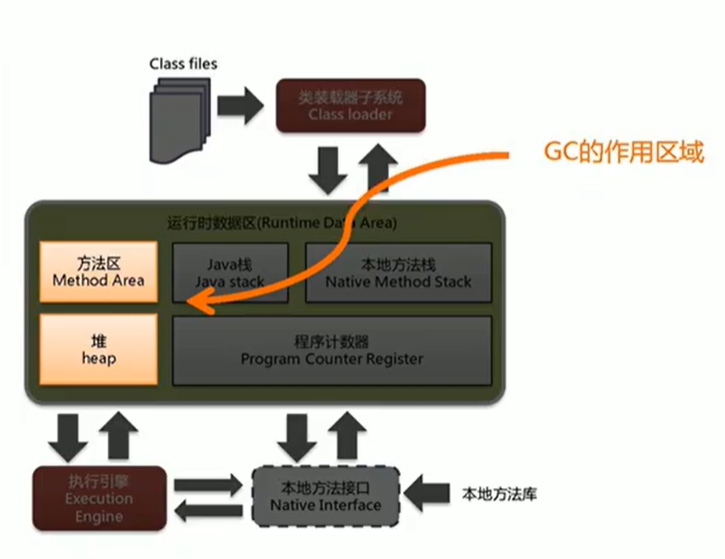 Class files
类装载器子系统
Class loader
GC的作用区域
运行时数据区(Runtime Data Area)
方法区
Method Area
Java栈
Java stack
本地方法栈
Native Method Stack
堆
heap
程序计数器
Program Counter Register
执行引擎
Execution
Engine
本地方法接口
Native Interface
本地方法库